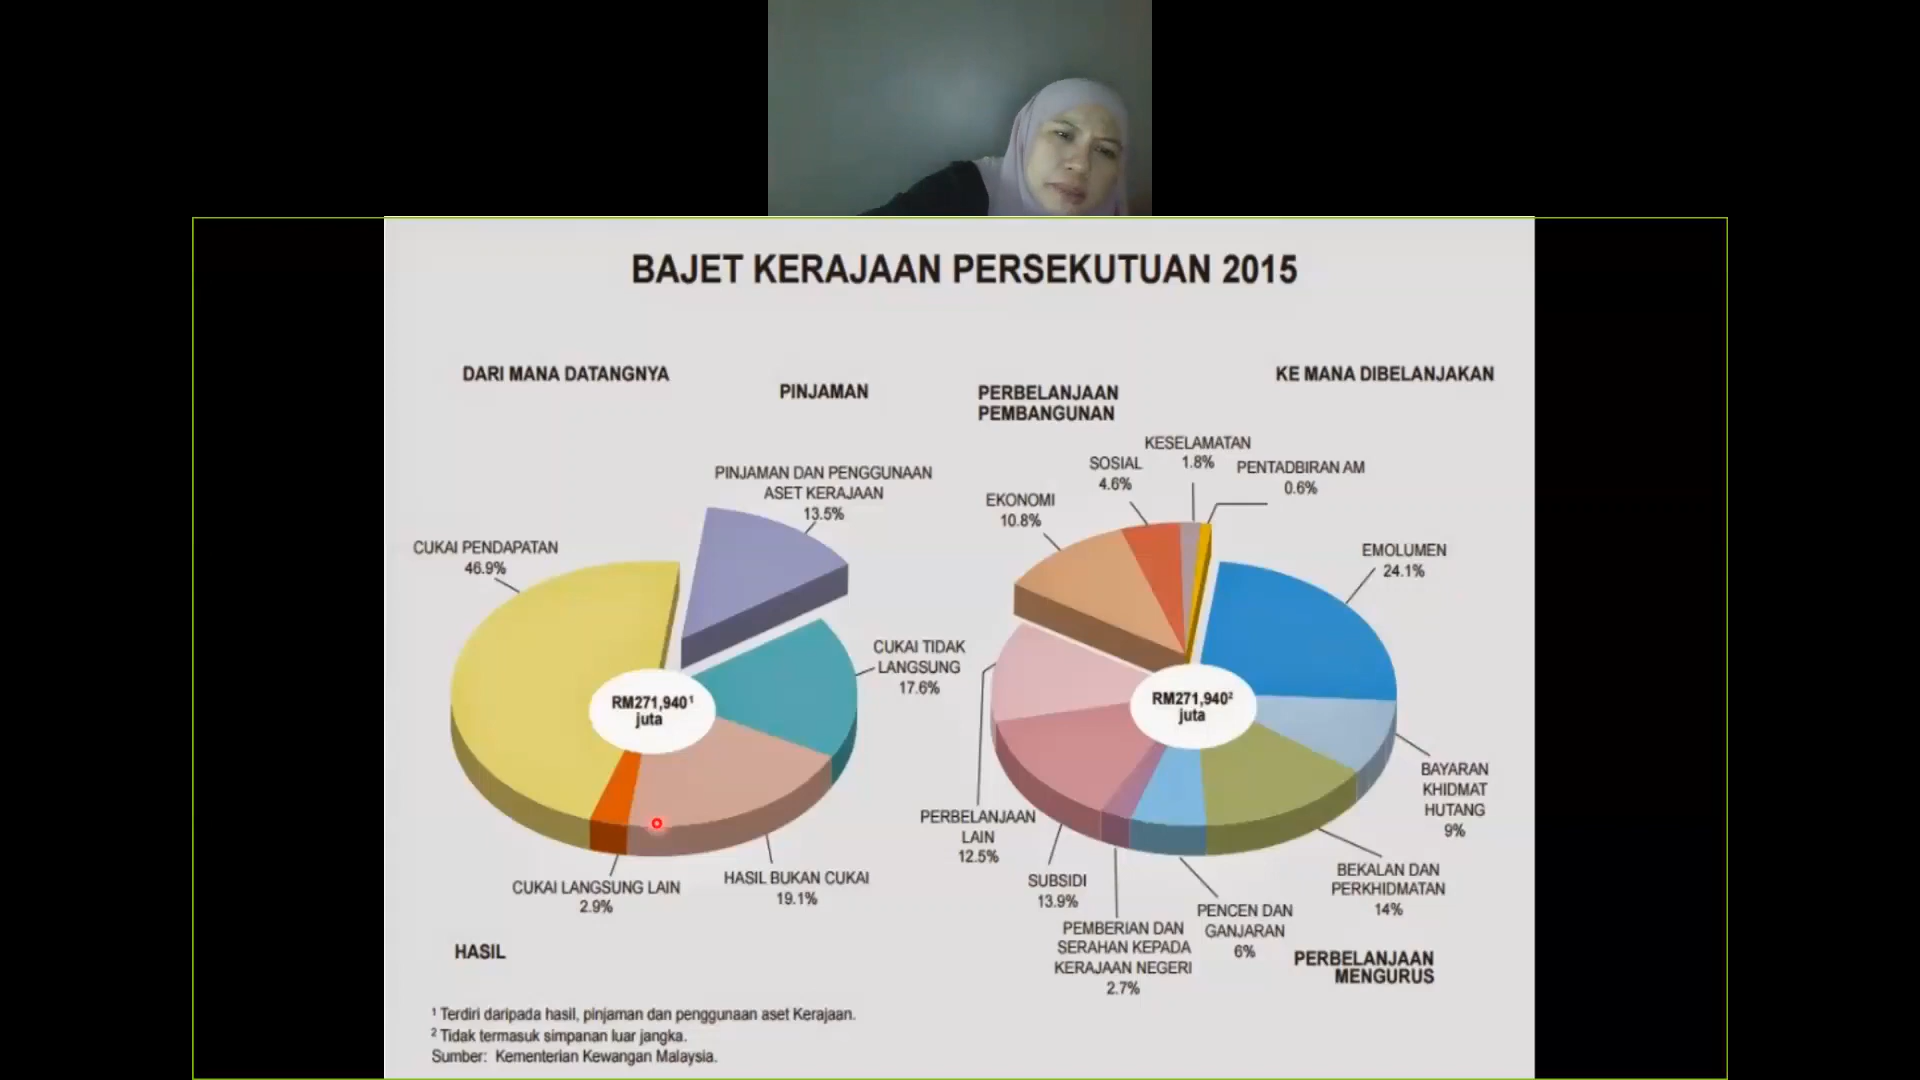 BAJET KERAJAAN PERSEKUTUAN 2015
DARI MANA DATANGNYA
PINJAMAN
PINJAMAN DAN PENGGUNAAN
ASET KERAJAAN
13.5%
CUKAI PENDAPATAN
46.9%
CUKAI TIDAK
LANGSUNG
17.6%
RM271,940¹
juta
CUKAI LANGSUNG LAIN
2.9%
HASIL BUKAN CUKAI
19.1%
HASIL
PERBELANJAAN
PEMBANGUNAN
KE MANA DIBELANJAKAN
KESELAMATAN
1.8%
SOSIAL
4.6%
PENTADBIRAN AM
0.6%
EKONOMI
10.8%
EMOLUMEN
24.1%
RM271,940²
juta
BAYARAN
KHIDMAT
HUTANG
9%
PERBELANJAAN
LAIN
12.5%
SUBSIDI
13.9%
BEKALAN DAN
PERKHIDMATAN
14%
PENCEN DAN
GANJARAN
6%
PEMBERIAN DAN
SERAHAN KEPADA
KERAJAAN NEGERI
2.7%
PERBELANJAAN
MENGURUS
¹ Terdiri daripada hasil, pinjaman dan penggunaan aset Kerajaan.
² Tidak termasuk simpanan luar jangka.
Sumber: Kementerian Kewangan Malaysia.